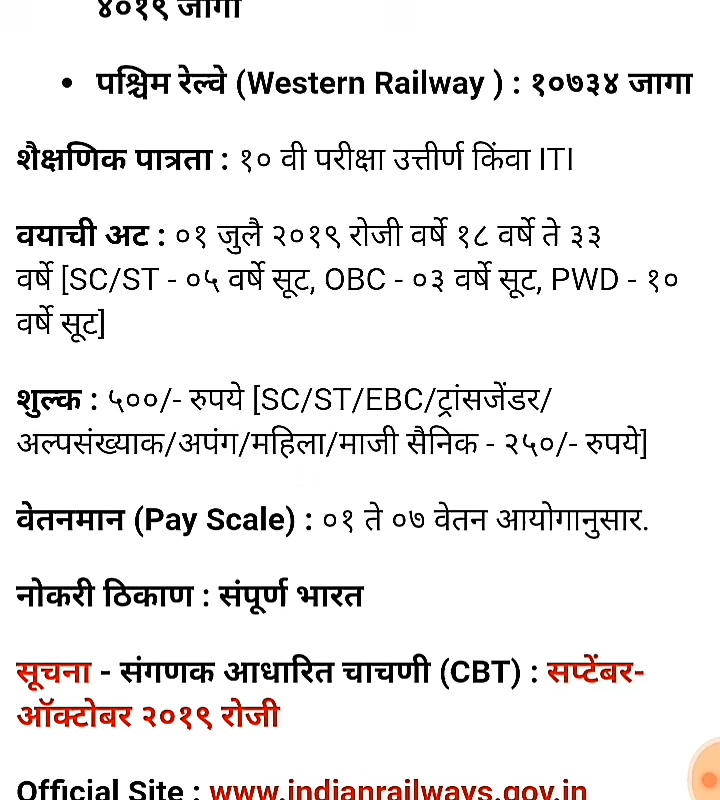 ४०१९ जागा
• पश्चिम रेल्वे (Western Railway ) : १०७३४ जागा
शैक्षणिक पात्रता : १० वी परीक्षा उत्तीर्ण किंवा ITI
वयाची अट : ०१ जुलै २०१९ रोजी वर्षे १८ वर्षे ते ३३
वर्षे [SC/ST - ०५ वर्षे सूट, OBC - ०३ वर्षे सूट, PWD - १०
वर्षे सूट]
शुल्क : ५००/- रुपये [SC/ST/EBC/ट्रांसजेंडर/
अल्पसंख्याक/अपंग/महिला/माजी सैनिक - २५०/- रुपये]
वेतनमान (Pay Scale) : ०१ ते ०७ वेतन आयोगानुसार.
नोकरी ठिकाण : संपूर्ण भारत
सूचना - संगणक आधारित चाचणी (CBT) : सप्टेंबर-
ऑक्टोबर २०१९ रोजी
Official Site : www.indianrailways.gov.in